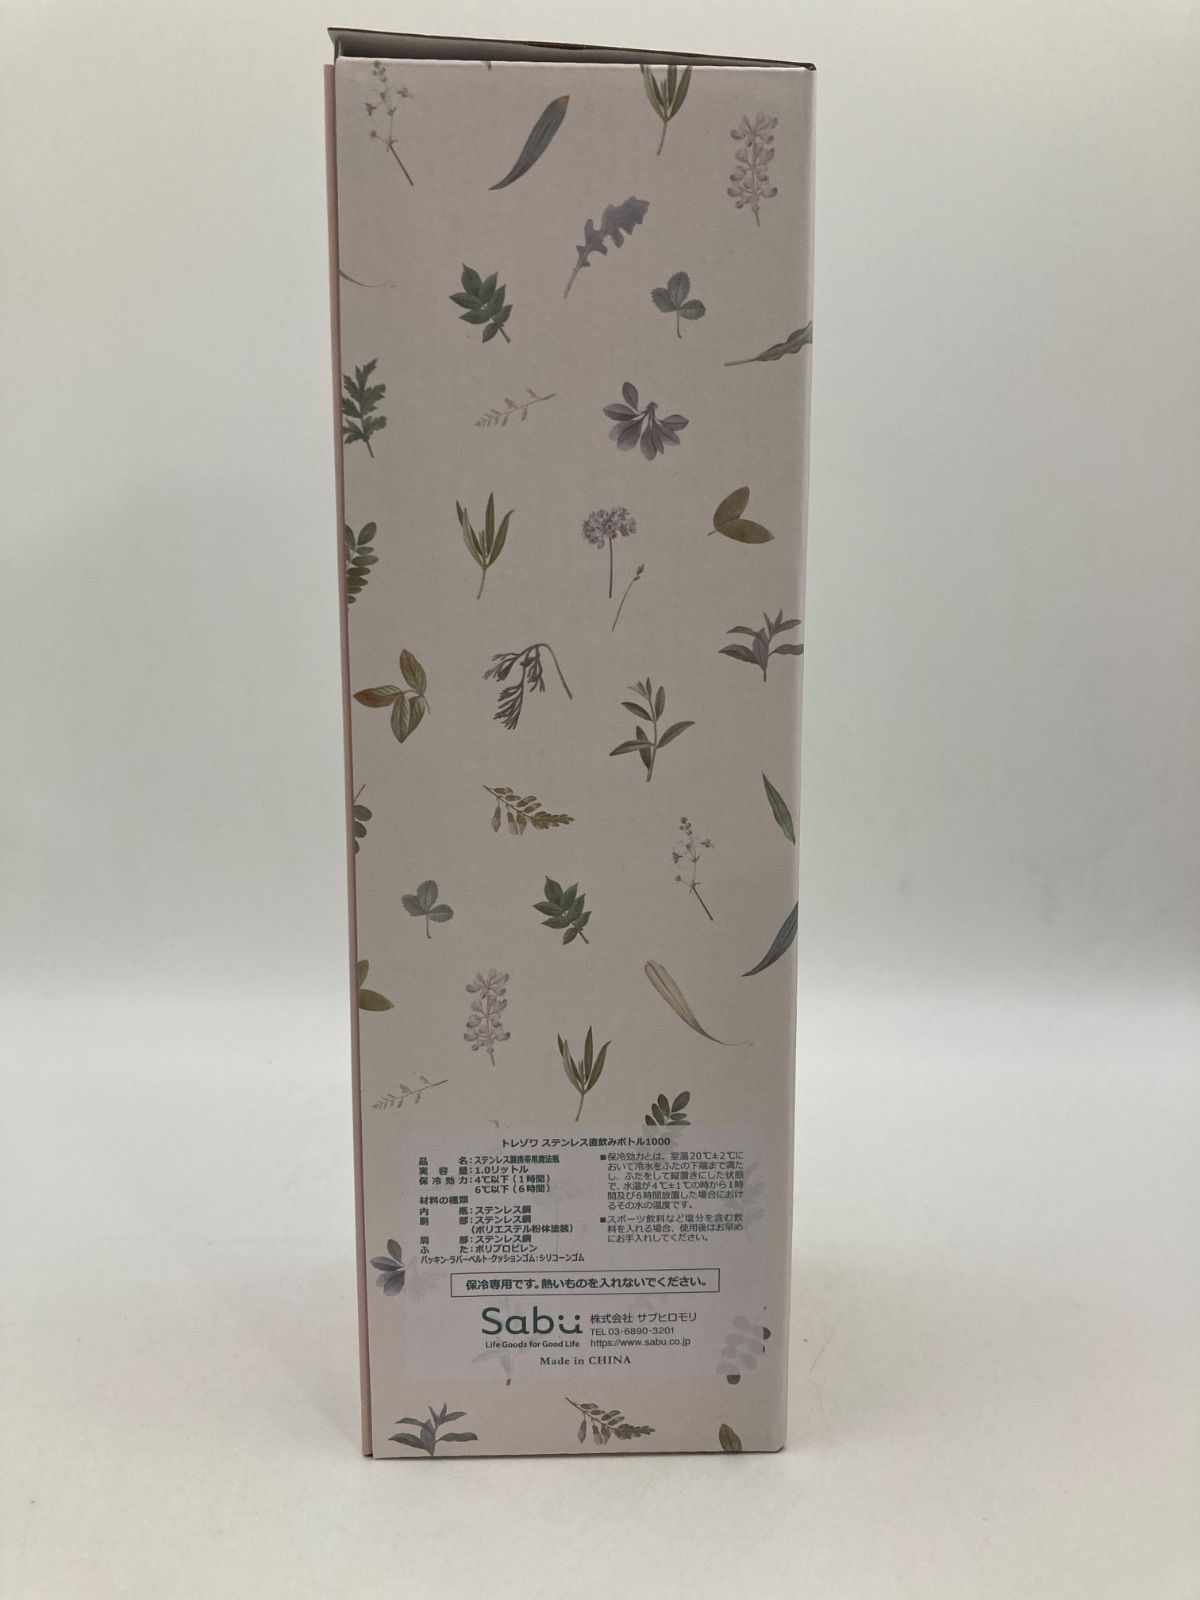 トレゾワ ステンレス直飲みボトル1000
品名：ステンレス製携帯用魔法瓶
実容量：1.0リットル
保冷効力：4℃以下（1時間）
6℃以下（6時間）
材料の種類
内瓶：ステンレス鋼
胴部：ステンレス鋼
（ポリエステル粉体塗装）
肩部：ステンレス鋼
ふた：ポリプロピレン
パッキン・ラバーベルト・クッションゴム：シリコーンゴム
■保冷効力とは、室温20℃±2℃に
おいて冷水をふたの下端まで満た
し、ふたをして縦置きにした状態
で、水温が4℃±1℃の時から1時
間及び6時間放置した場合におけ
るその水の温度です。
■スポーツ飲料など塩分を含む飲
料を入れる場合、使用後はお早め
にお手入れしてください。
保冷専用です。熱いものを入れないでください。
Sabu
Life Goods for Good Life
株式会社 サブヒロモリ
TEL 03-6890-3201
https://www.sabu.co.jp
Made in CHINA